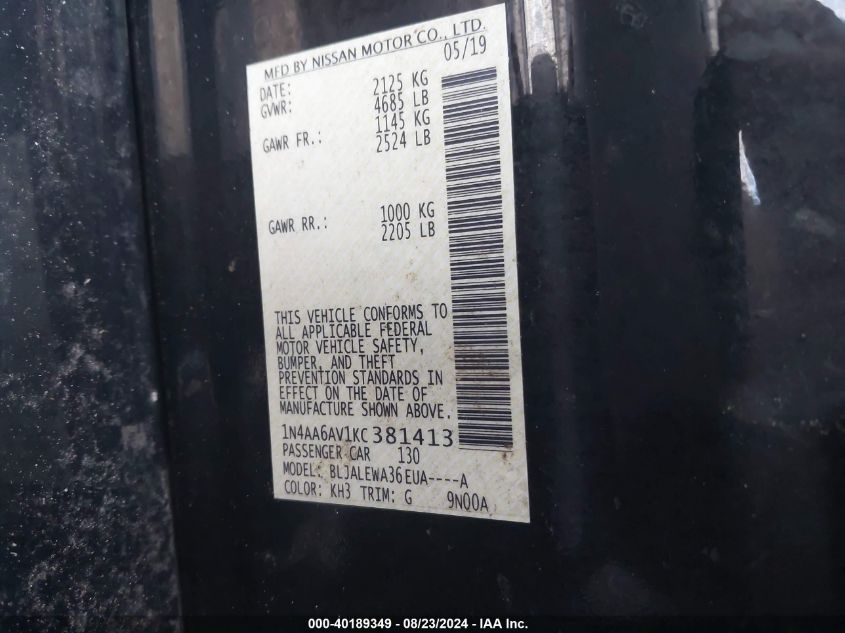 MFD BY NISSAN MOTOR CO., LTD.
DATE: 05/19
GVWR: 2125 KG
4685 LB
GAWR FR.: 1145 KG
2524 LB
GAWR RR.: 1000 KG
2205 LB
THIS VEHICLE CONFORMS TO
ALL APPLICABLE FEDERAL
MOTOR VEHICLE SAFETY,
BUMPER, AND THEFT
PREVENTION STANDARDS IN
EFFECT ON THE DATE OF
MANUFACTURE SHOWN ABOVE.
1N4AA6AV1KC381413
PASSENGER CAR 130
MODEL: BLJALEWA36EUA----A
COLOR: KH3 TRIM: G 9NQ0A
000-40189349 - 08/23/2024 - IAA Inc.